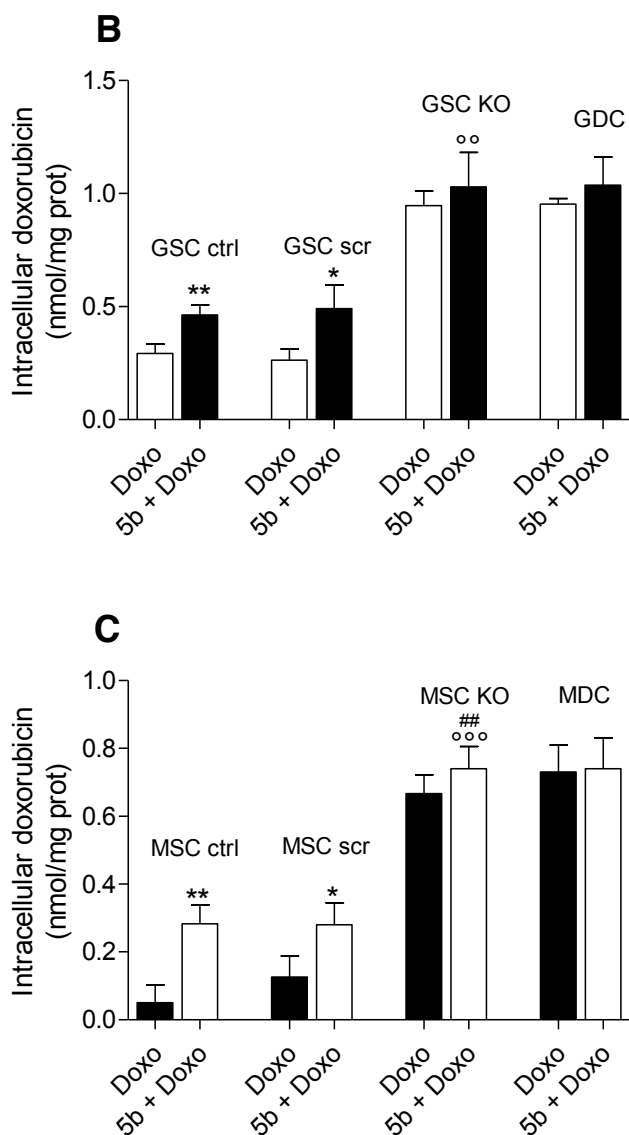 B
Intracellular doxorubicin
(nmol/mg prot)
1.5
1.0
0.5
0.0
GSC ctrl
**
GSC scr
*
GSC KO
°°
GDC
Doxo
5b + Doxo
Doxo
5b + Doxo
Doxo
5b + Doxo
Doxo
5b + Doxo
C
Intracellular doxorubicin
(nmol/mg prot)
1.0
0.8
0.6
0.4
0.2
0.0
MSC ctrl
**
MSC scr
*
MSC KO
##
°°°
MDC
Doxo
5b + Doxo
Doxo
5b + Doxo
Doxo
5b + Doxo
Doxo
5b + Doxo